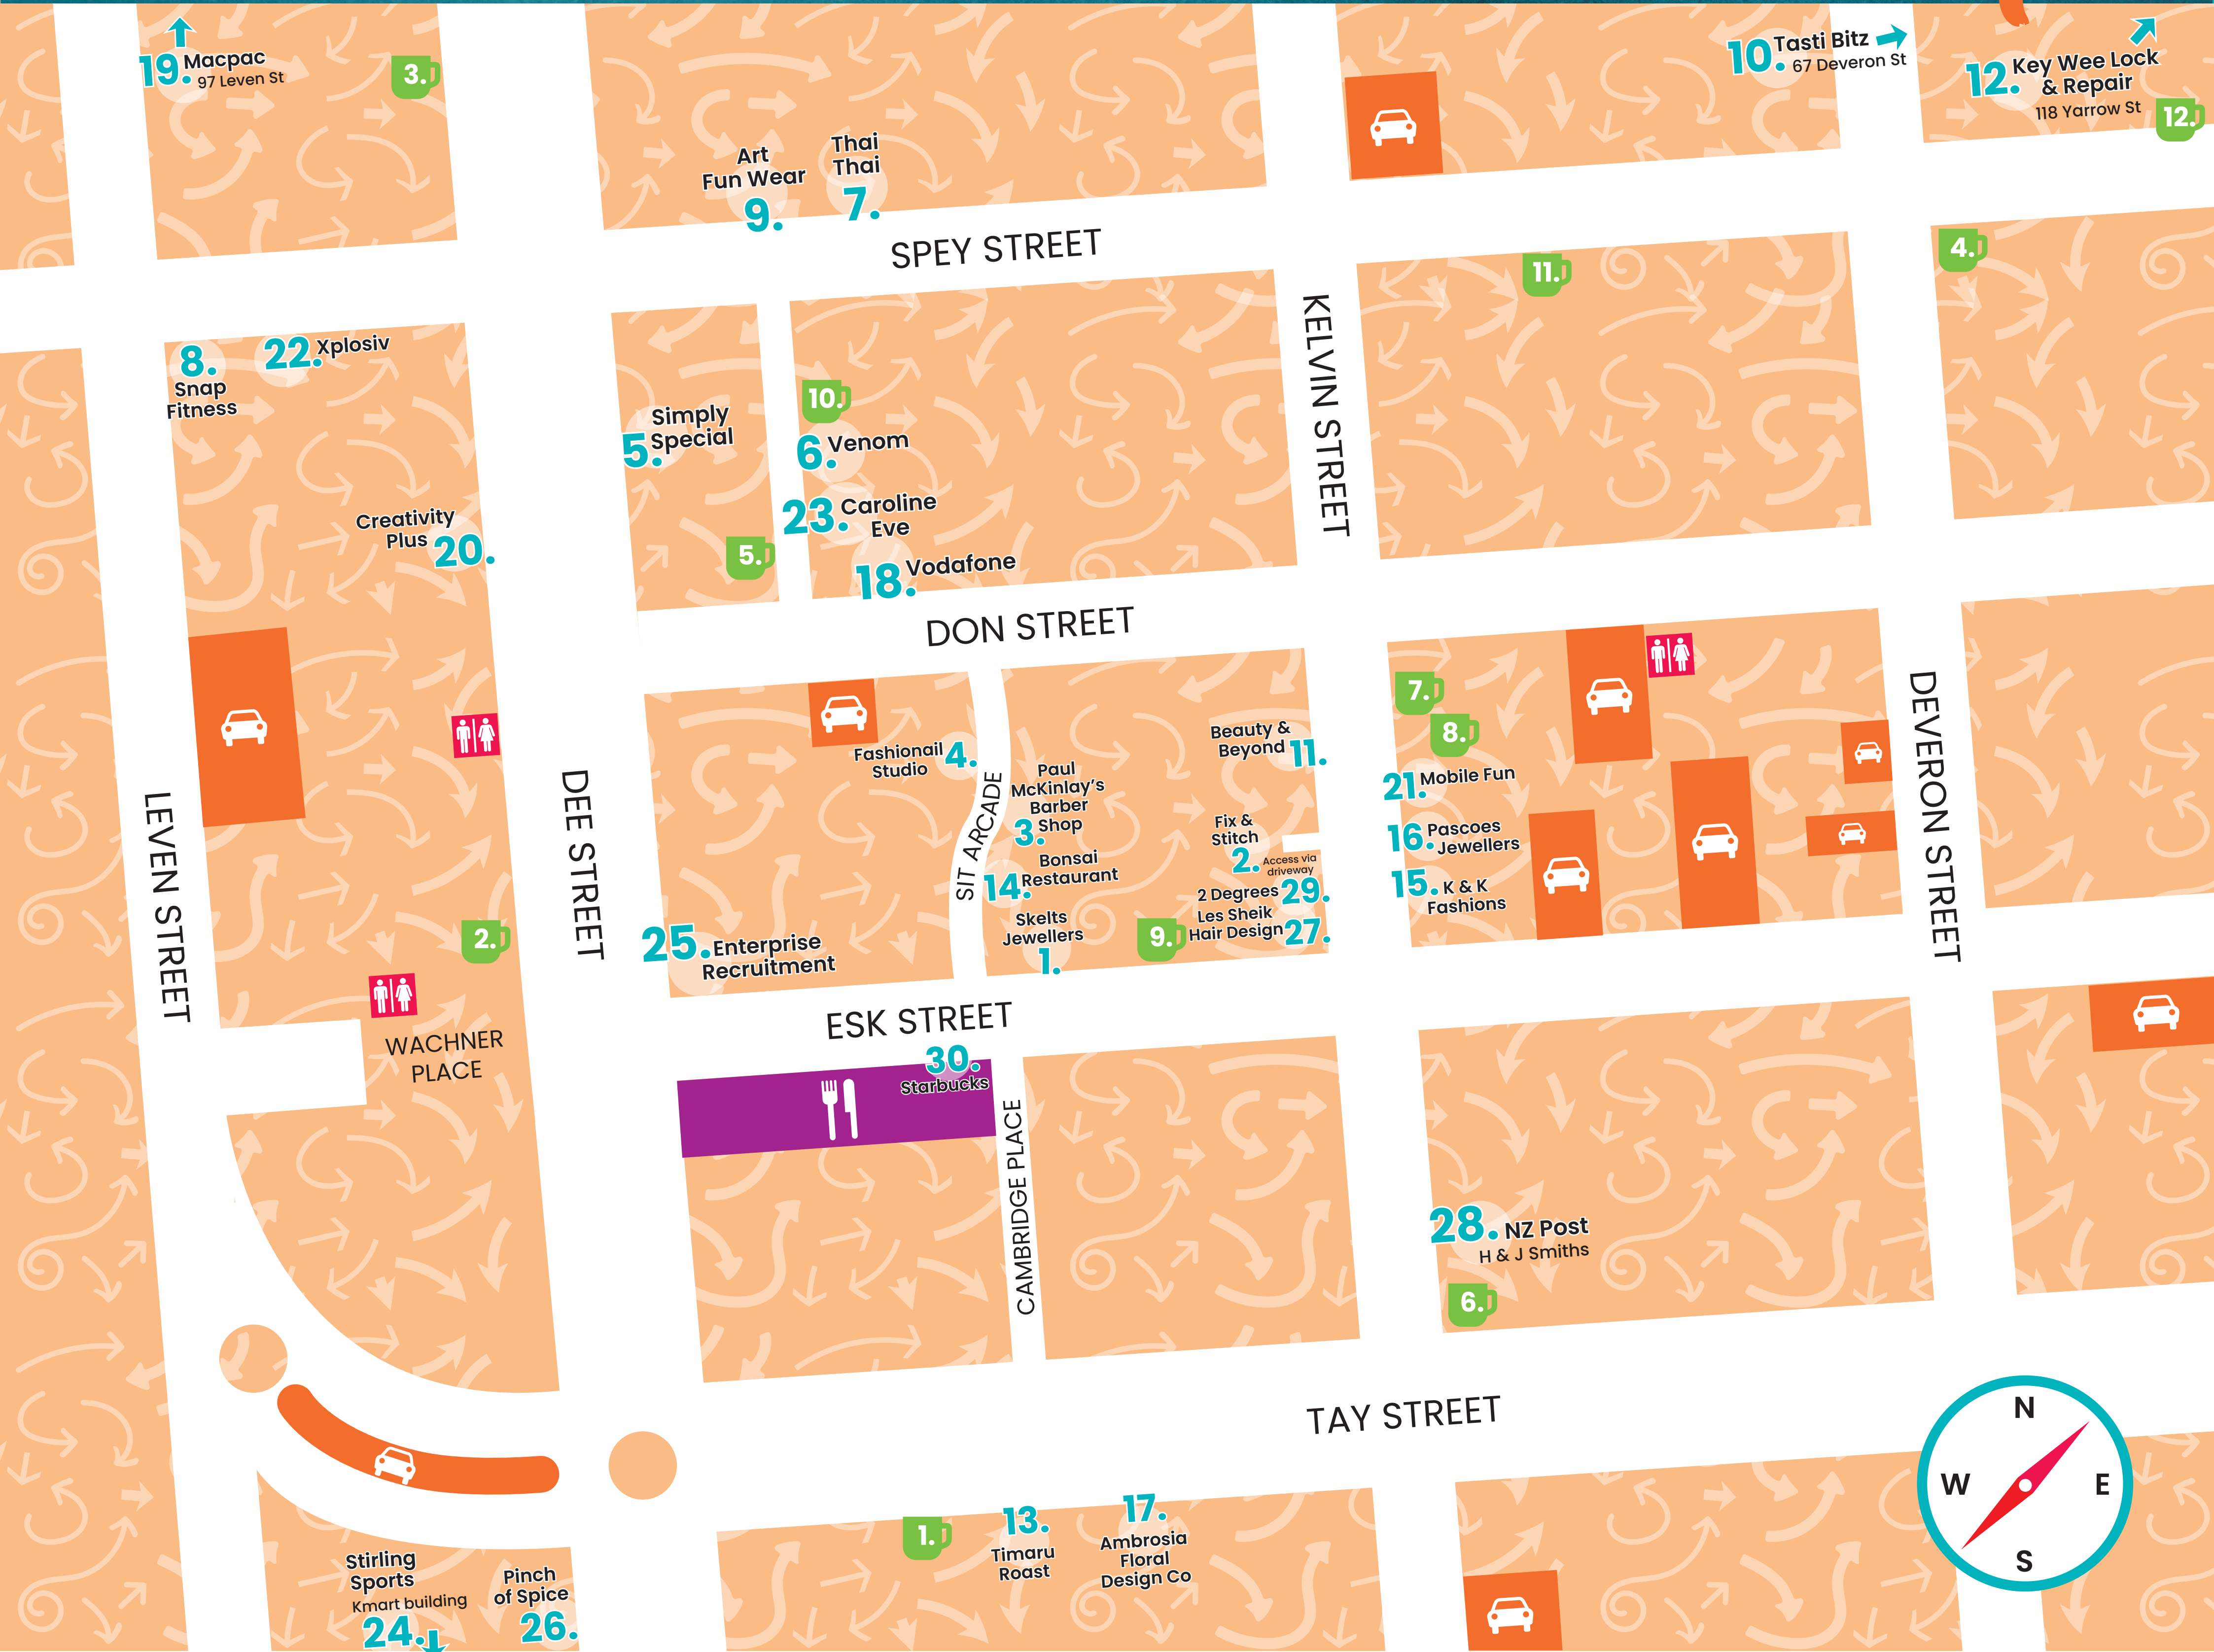 19. Macpac
97 Leven St
3.
10. Tasti Bitz
67 Deveron St
12. Key Wee Lock
& Repair
118 Yarrow St
12.
Art
Fun Wear
9.
Thai
Thai
7.
SPEY STREET
11.
4.
8.
Snap
Fitness
22. Xplosiv
KELVIN STREET
Simply
5. Special
10.
6. Venom
23. Caroline
Eve
Creativity
Plus 20.
5.
18. Vodafone
DON STREET
LEVEN STREET
DEE STREET
Fashionail
Studio 4.
SIT ARCADE
Paul
McKinlay's
Barber
3. Shop
Bonsai
14. Restaurant
Skelts
Jewellers
1.
Beauty &
Beyond 11.
Fix &
Stitch
2. Access via
driveway
2 Degrees 29.
Les Sheik
Hair Design 27.
9.
7.
8.
21. Mobile Fun
16. Pascoes
Jewellers
15. K & K
Fashions
DEVERON STREET
2.
25. Enterprise
Recruitment
WACHNER
PLACE
ESK STREET
30.
Starbucks
CAMBRIDGE PLACE
28. NZ Post
H & J Smiths
6.
TAY STREET
N
W E
S
1.
13.
Timaru
Roast
17.
Ambrosia
Floral
Design Co
Stirling
Sports
Kmart building
24.
Pinch
of Spice
26.